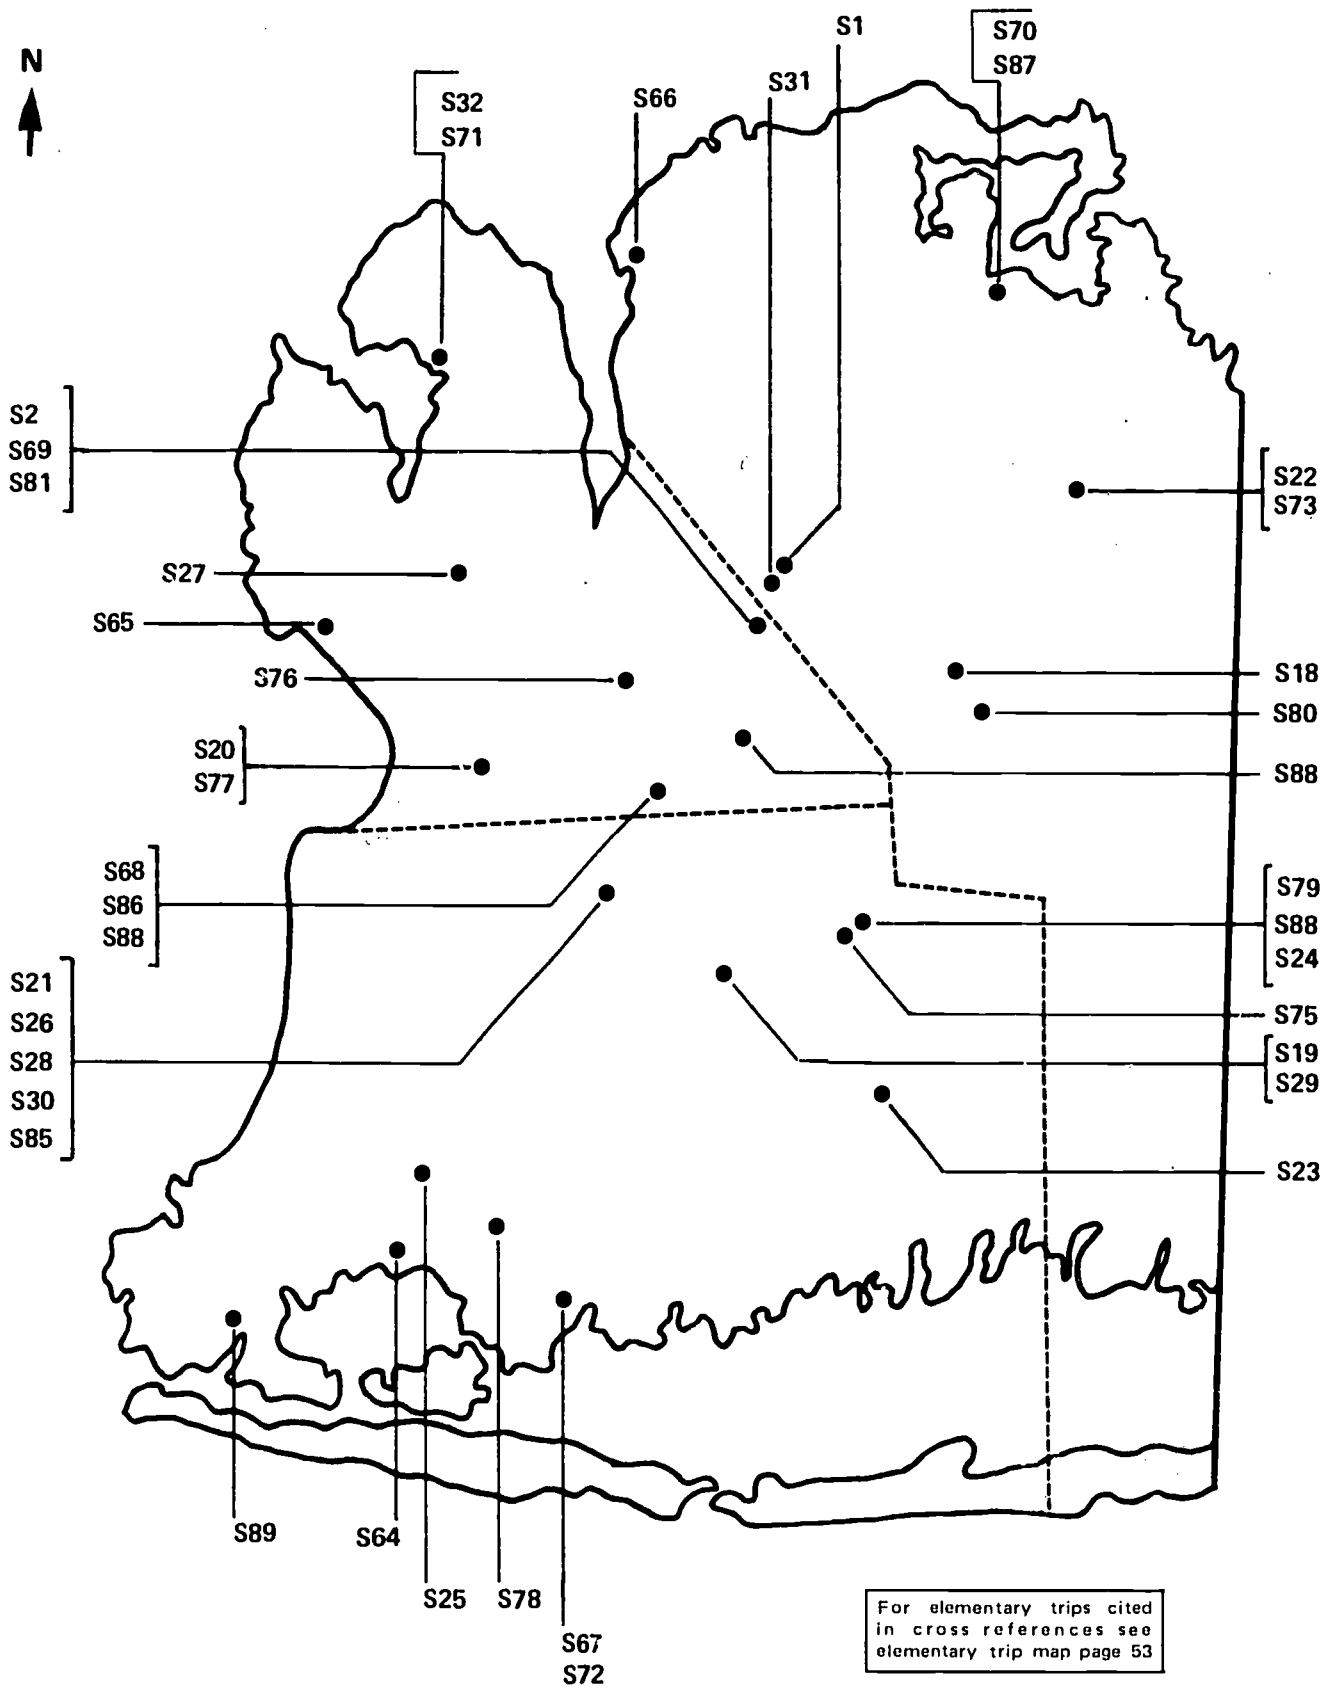 S1
S70
S87
N
S31
S66
S32
S71
S2
S69
S81
S22
S73
S27
S65
S76
S18
S80
S20
S77
S88
S68
S86
S88
S79
S88
S24
S21
S26
S28
S30
S85
S75
S19
S29
S23
S89
S64
S25
S78
S67
S72
For elementary trips cited
in cross references see
elementary trip map page 53